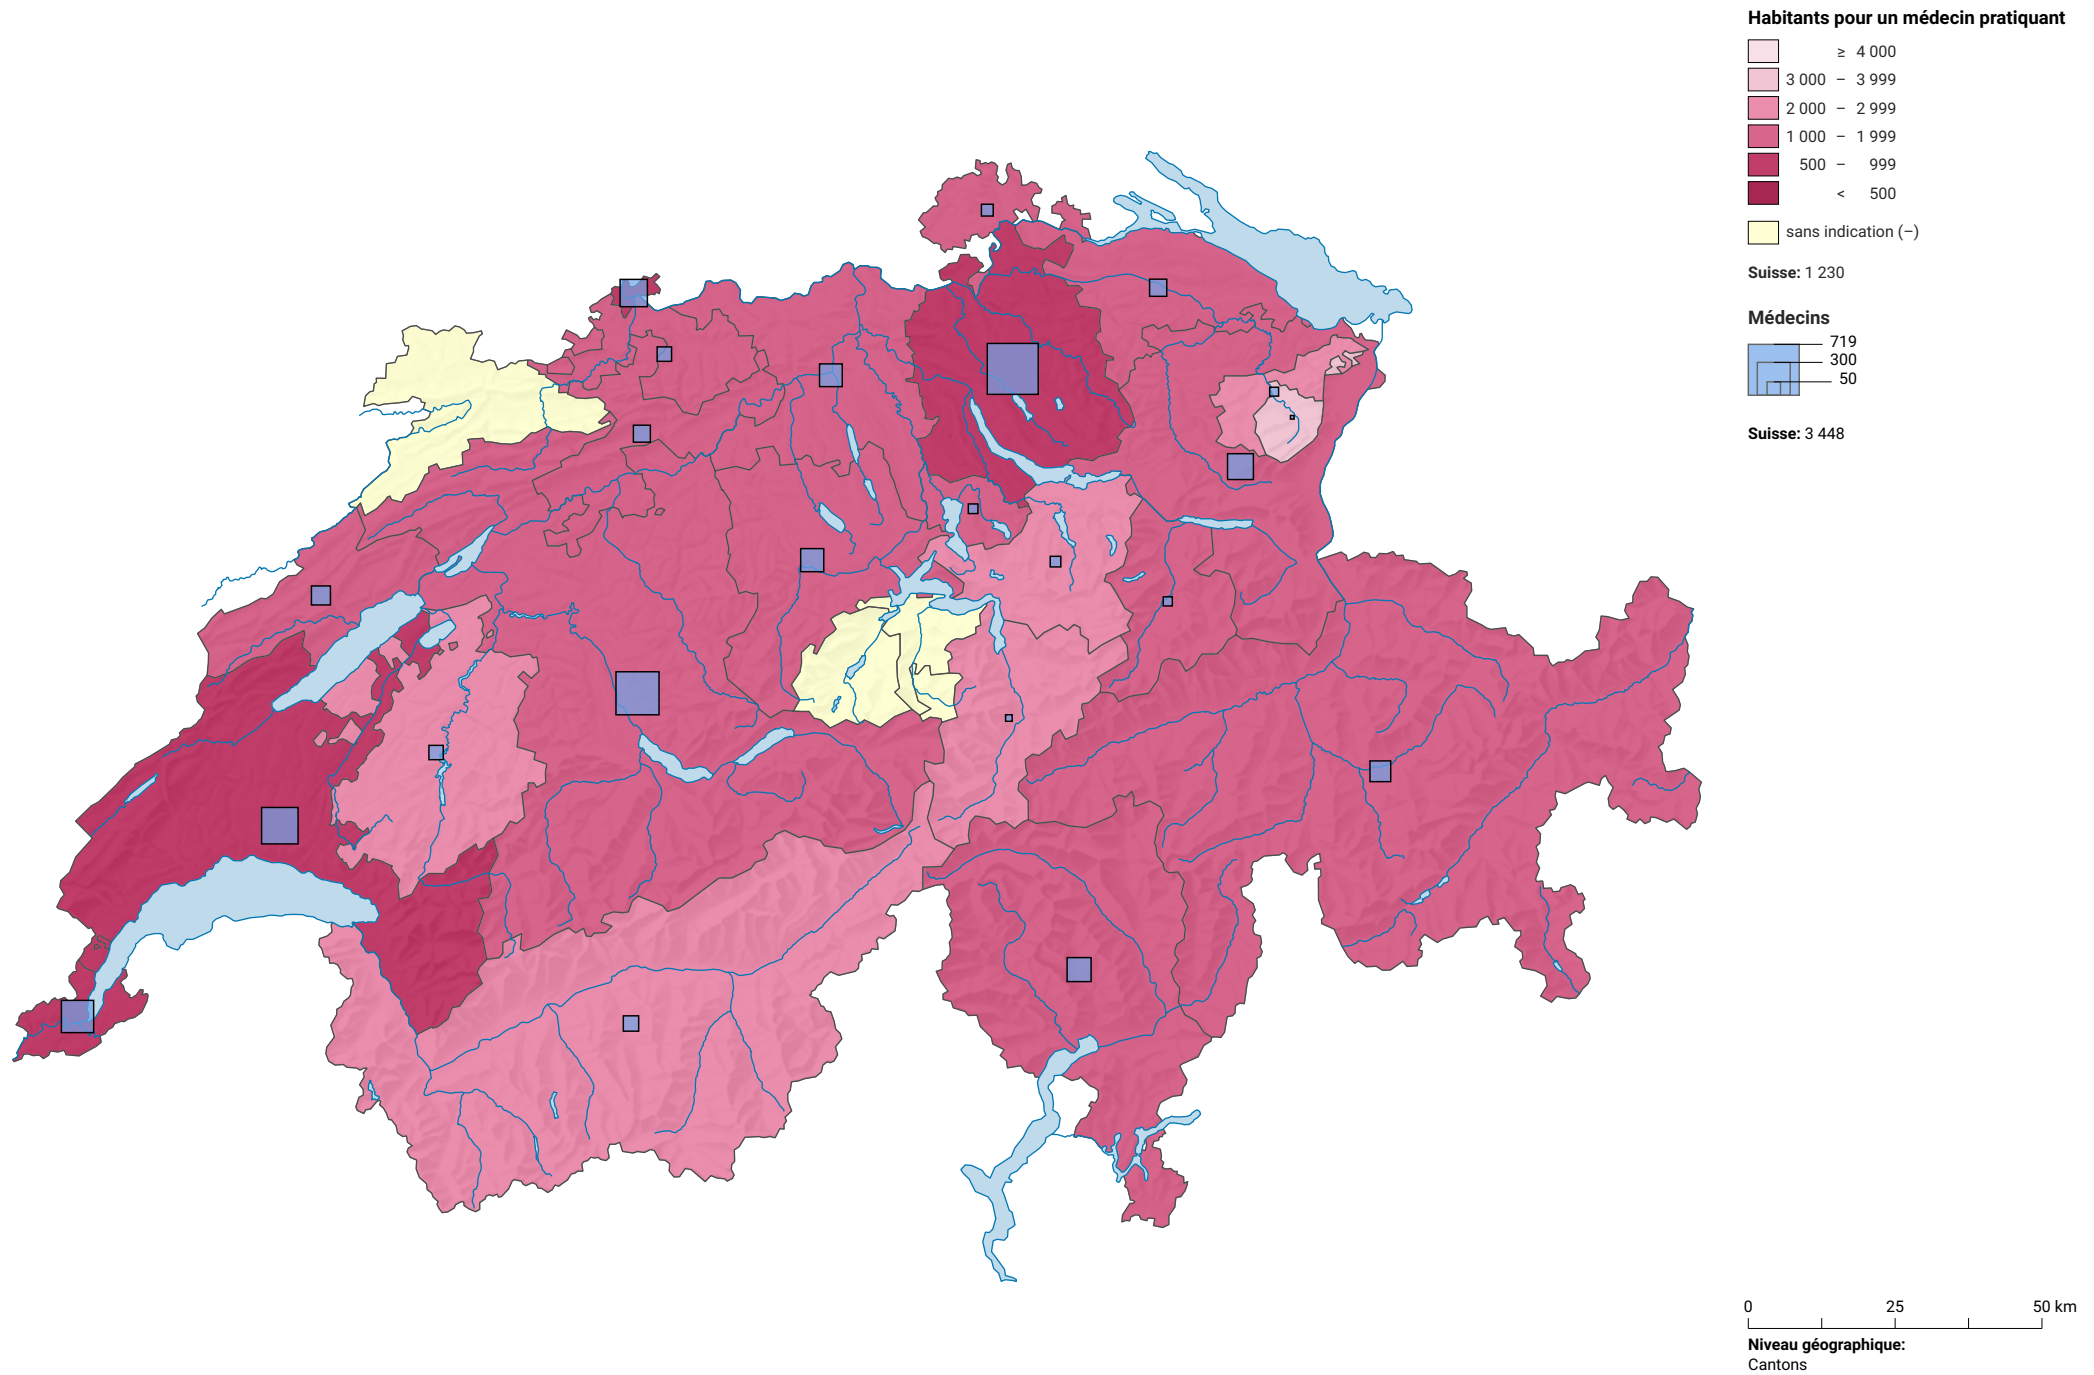 Habitants pour un médecin pratiquant
≥ 4 000
3 000 – 3 999
2 000 – 2 999
1 000 – 1 999
500 – 999
< 500
sans indication (–)
Suisse: 1 230
Médecins
719
300
50
Suisse: 3 448
0 25 50 km
Niveau géographique:
Cantons